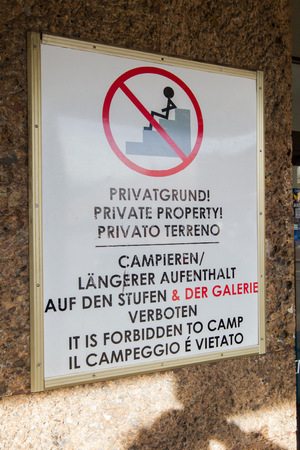 PRIVATGRUND!
PRIVATE PROPERTY!
PRIVATO TERRENO
CAMPIEREN/
LÄNGERER AUFENTHALT
AUF DEN STUFEN & DER GALERIE
VERBOTEN
IT IS FORBIDDEN TO CAMP
IL CAMPEGGIO É VIETATO